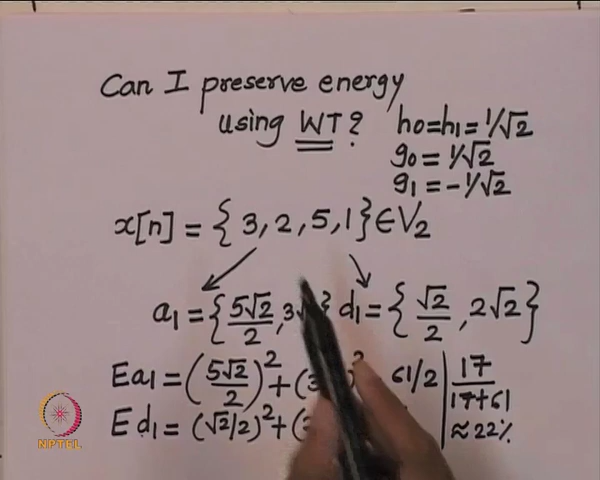 Can I preserve energy
using WT?
h0=h1=1/√2
g0=1/√2
g1=-1/√2
x[n]={3,2,5,1}∈V2
a1={5√2/2,3√ } d1={√2/2,2√2}
Ea1=(5√2/2)²+(3 )² 61/2 17/17+61
Ed1=(√2/2)²+( ≈22%
NPTEL